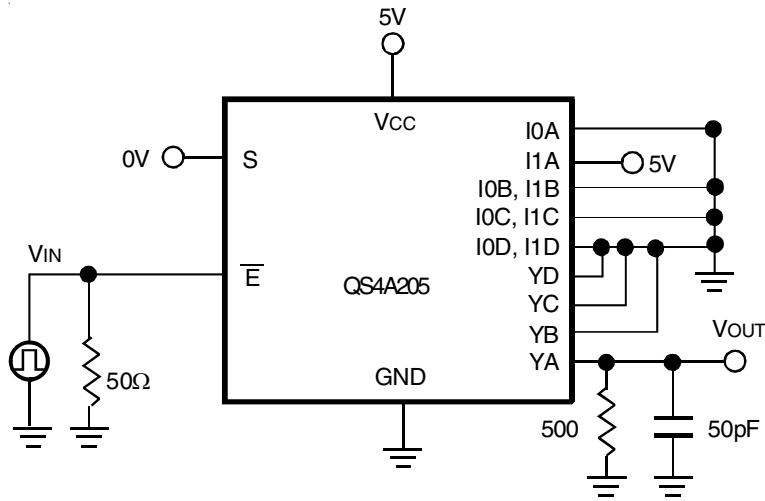 5V
VCC
I0A
0V
S
I1A
5V
I0B, I1B
I0C, I1C
I0D, I1D
VIN
E
QS4A205
YD
YC
YB
VOUT
YA
50Ω
GND
500
50pF